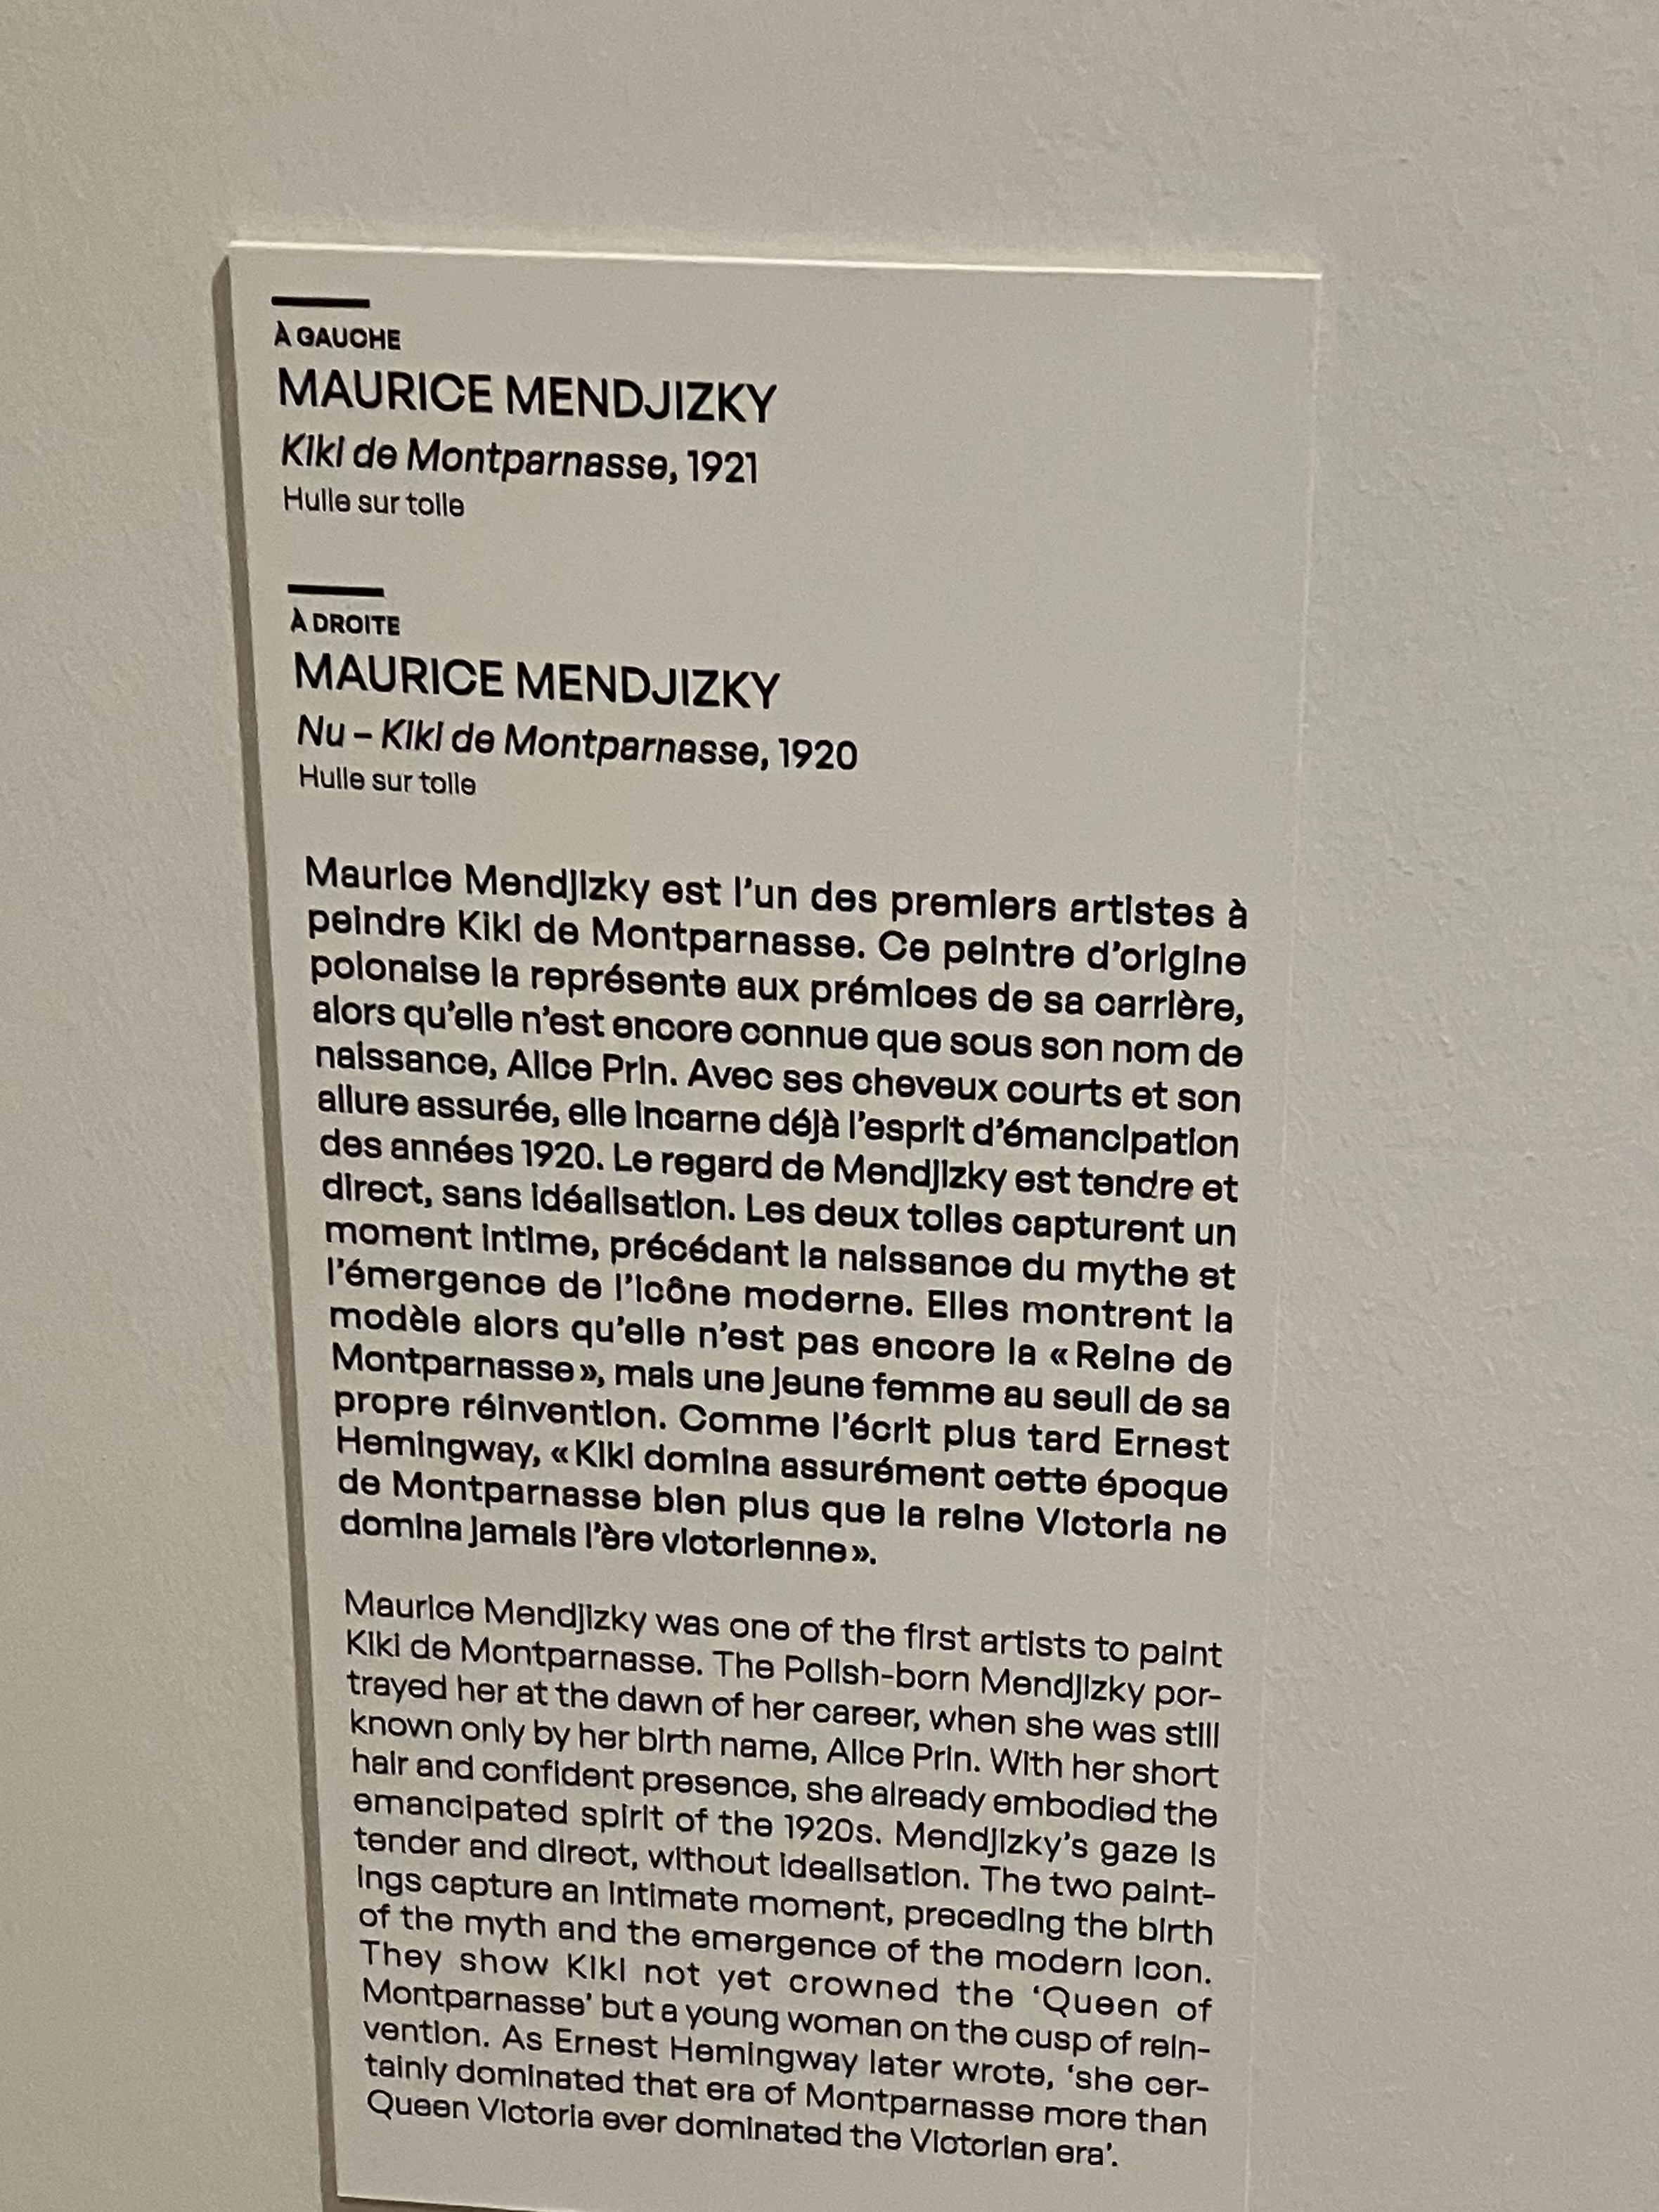 À GAUCHE
MAURICE MENDJIZKY
Kiki de Montparnasse, 1921
Huile sur toile
À DROITE
MAURICE MENDJIZKY
Nu – Kiki de Montparnasse, 1920
Huile sur toile
Maurice Mendjizky est l’un des premiers artistes à
peindre Kiki de Montparnasse. Ce peintre d’origine
polonaise la représente aux prémices de sa carrière,
alors qu’elle n’est encore connue que sous son nom de
naissance, Alice Prin. Avec ses cheveux courts et son
allure assurée, elle incarne déjà l’esprit d’émancipation
des années 1920. Le regard de Mendjizky est tendre et
direct, sans idéalisation. Les deux toiles capturent un
moment intime, précédant la naissance du mythe et
l’émergence de l’icône moderne. Elles montrent la
modèle alors qu’elle n’est pas encore la « Reine de
Montparnasse », mais une jeune femme au seuil de sa
propre réinvention. Comme l’écrit plus tard Ernest
Hemingway, « Kiki domina assurément cette époque
de Montparnasse bien plus que la reine Victoria ne
domina jamais l’ère victorienne ».
Maurice Mendjizky was one of the first artists to paint
Kiki de Montparnasse. The Polish-born Mendjizky por-
trayed her at the dawn of her career, when she was still
known only by her birth name, Alice Prin. With her short
hair and confident presence, she already embodied the
emancipated spirit of the 1920s. Mendjizky’s gaze is
tender and direct, without idealisation. The two paint-
ings capture an intimate moment, preceding the birth
of the myth and the emergence of the modern icon.
They show Kiki not yet crowned the ‘Queen of
Montparnasse’ but a young woman on the cusp of rein-
vention. As Ernest Hemingway later wrote, ‘she cer-
tainly dominated that era of Montparnasse more than
Queen Victoria ever dominated the Victorian era’.